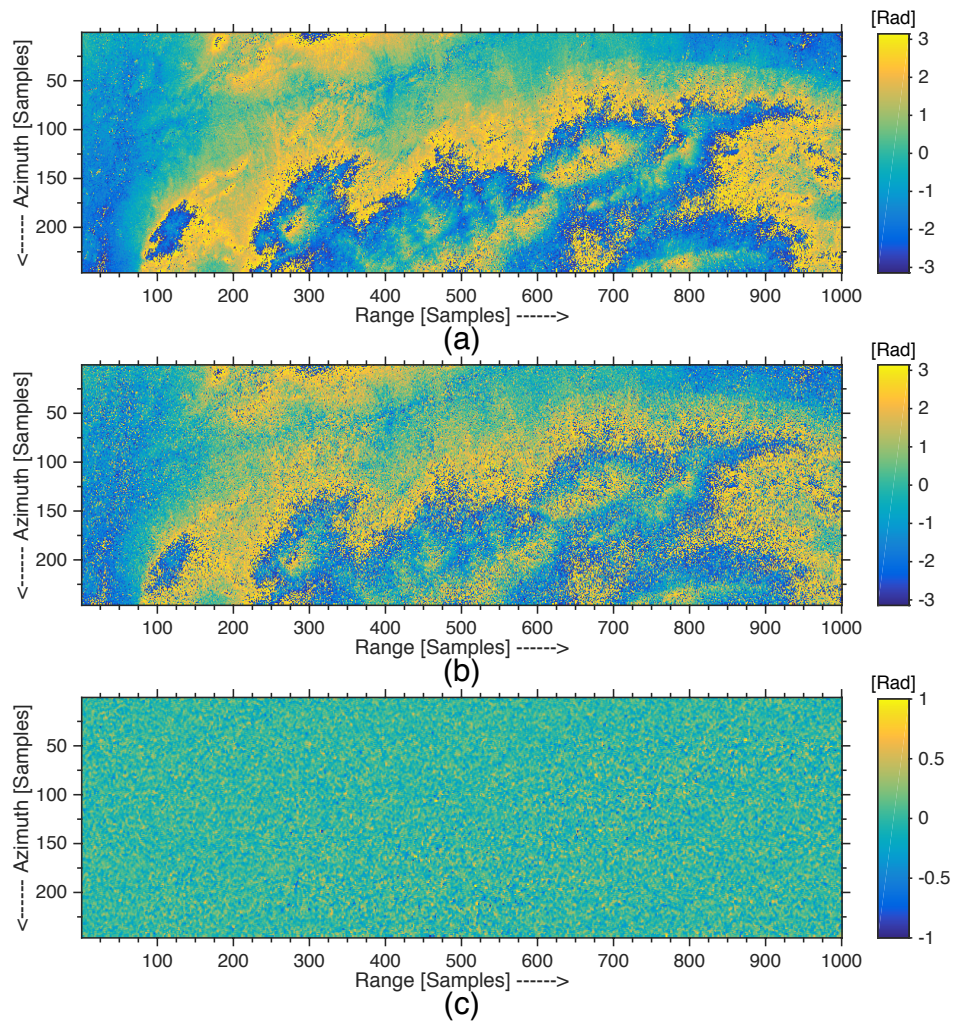 [Rad]
<------ Azimuth [Samples]
50
100
150
200
3
2
1
0
-1
-2
-3
100 200 300 400 500 600 700 800 900 1000
Range [Samples] ------>
(a)
[Rad]
<------ Azimuth [Samples]
50
100
150
200
3
2
1
0
-1
-2
-3
100 200 300 400 500 600 700 800 900 1000
Range [Samples] ------>
(b)
[Rad]
<------ Azimuth [Samples]
50
100
150
200
1
0.5
0
-0.5
-1
100 200 300 400 500 600 700 800 900 1000
Range [Samples] ------>
(c)